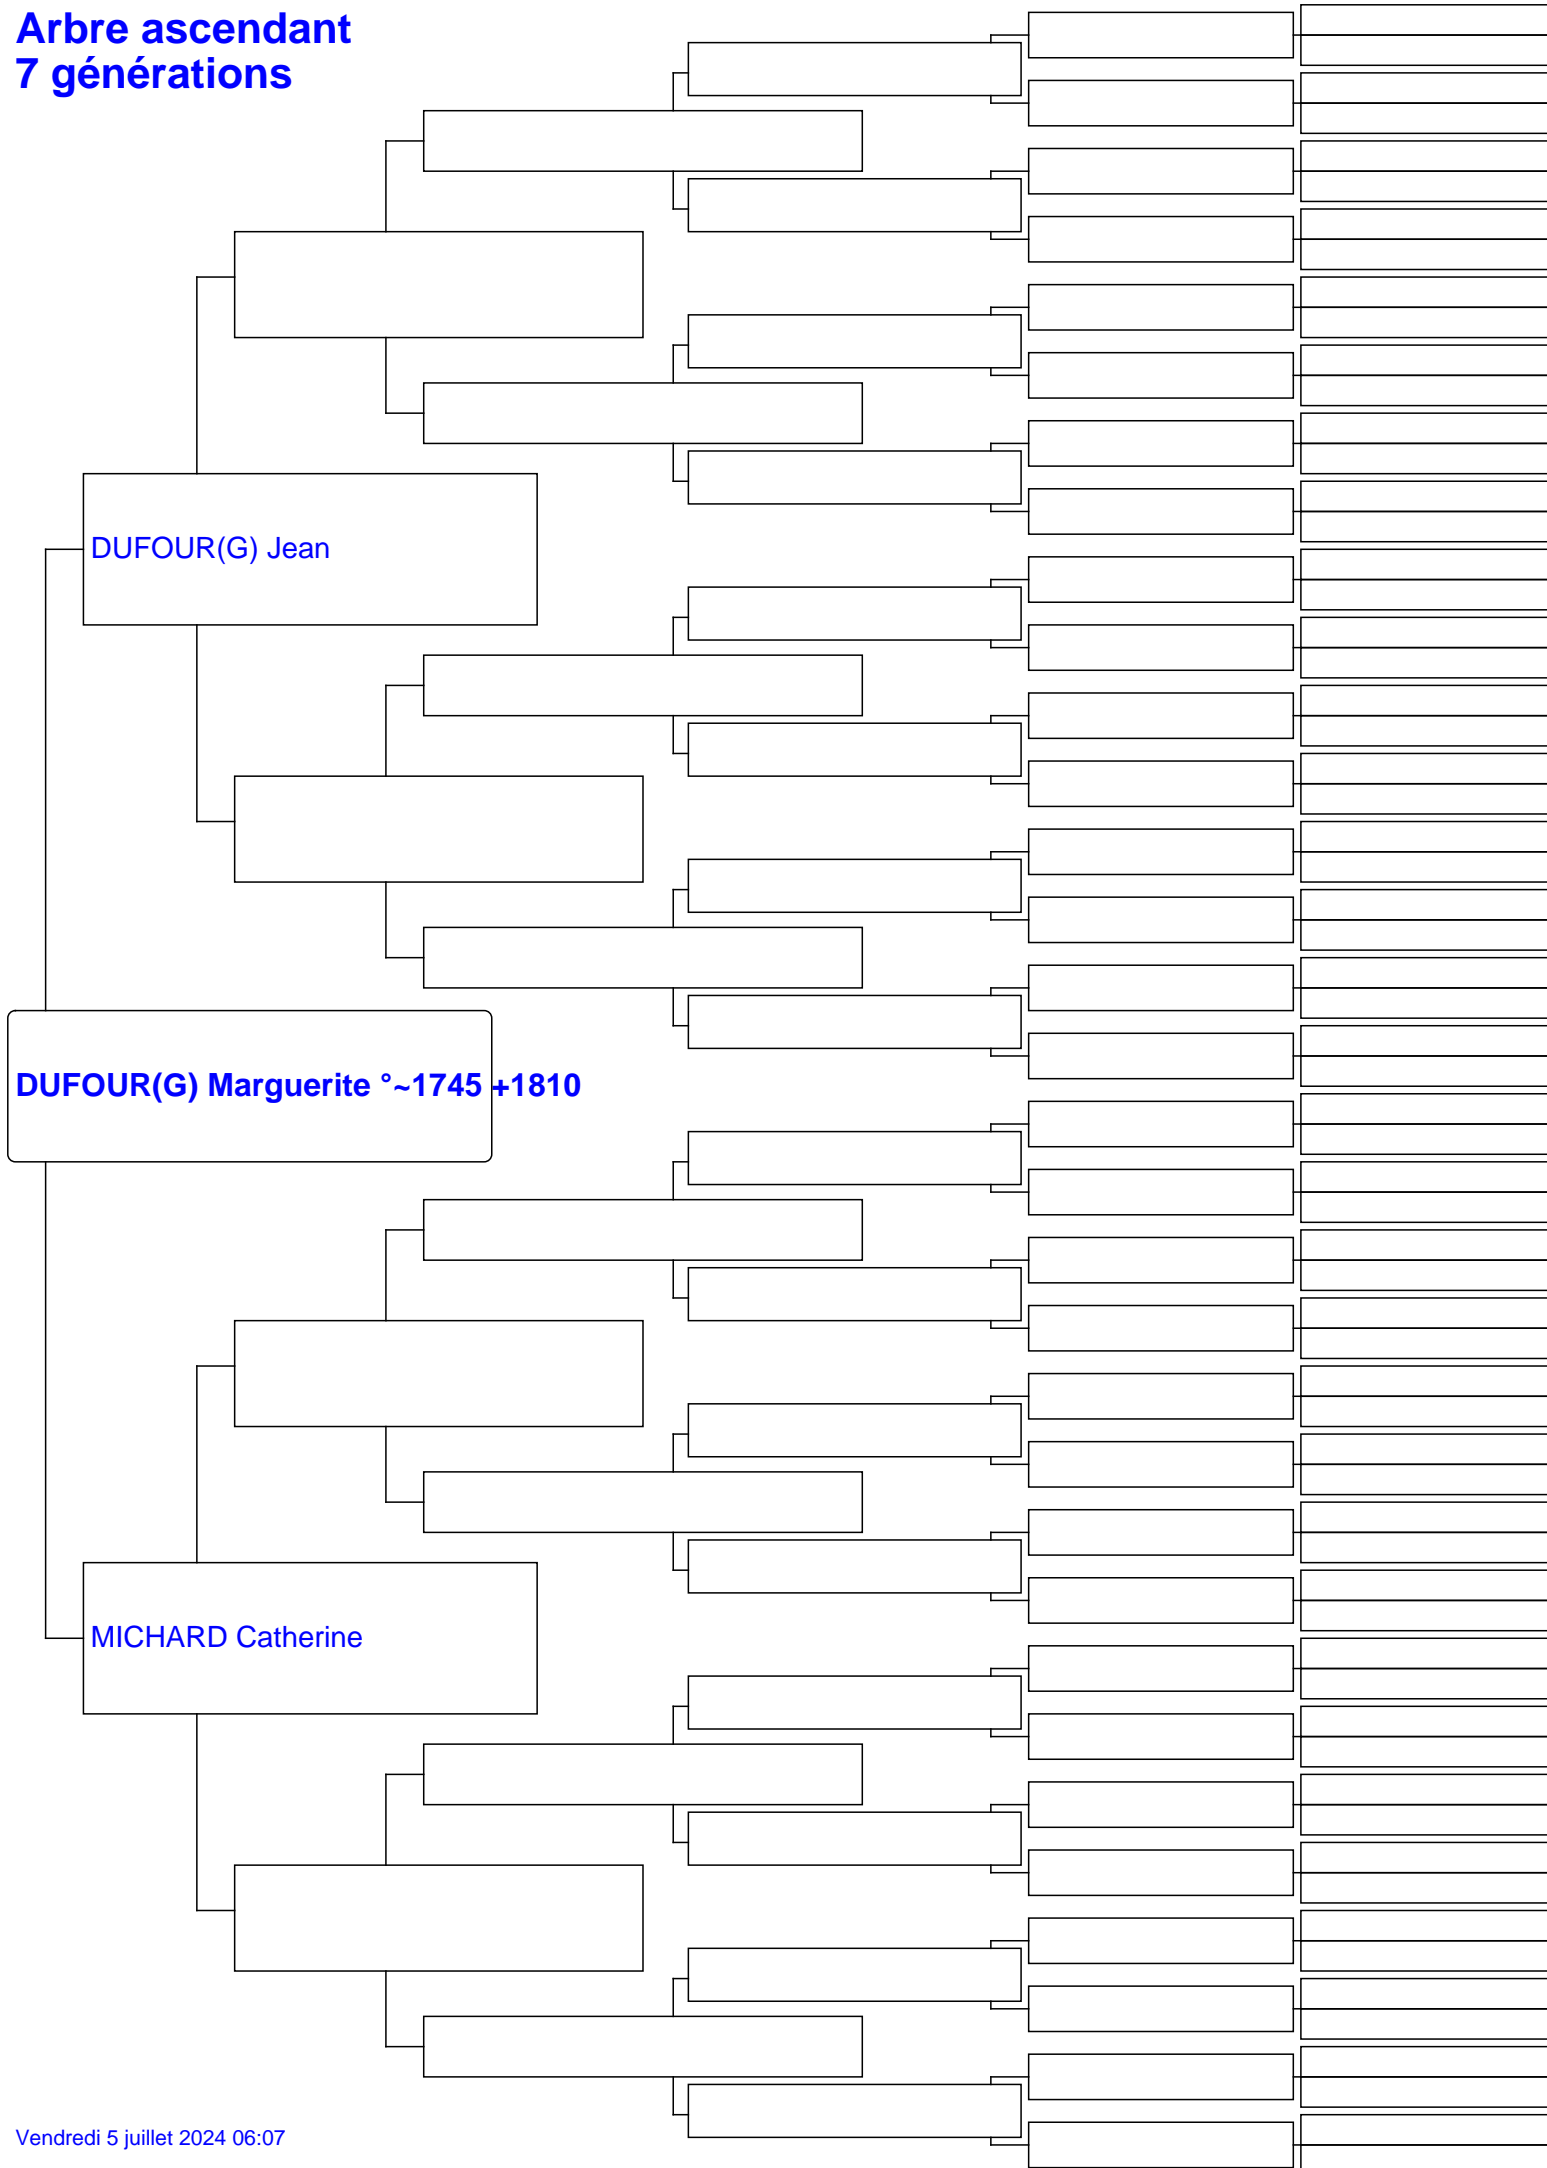 Arbre ascendant
7 générations
DUFOUR(G) Jean
DUFOUR(G) Marguerite °~1745 +1810
MICHARD Catherine
Vendredi 5 juillet 2024 06:07